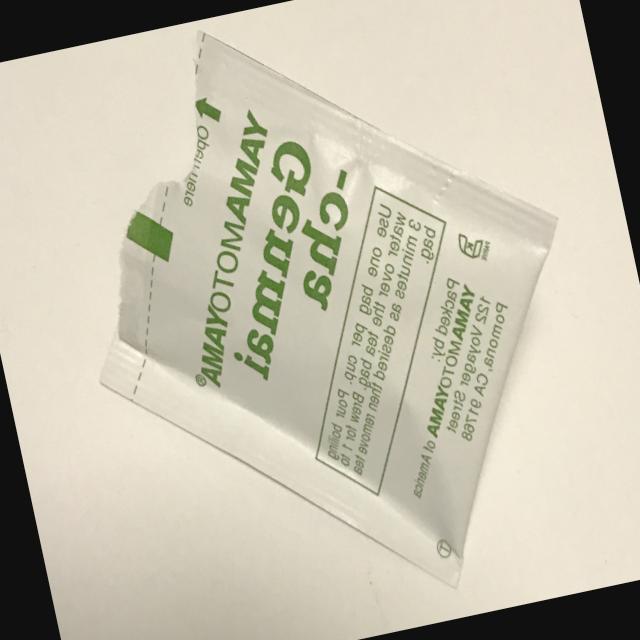 Open here
YAMAMOTOYAMA®
Genmai
-cha
Use one tea bag per cup. Pour boiling
water over the tea bag. Brew for 1 to
3 minutes as desired then remove tea
bag.
Packed by:
YAMAMOTOYAMA of America
122 Voyager Street
Pomona, CA 91768